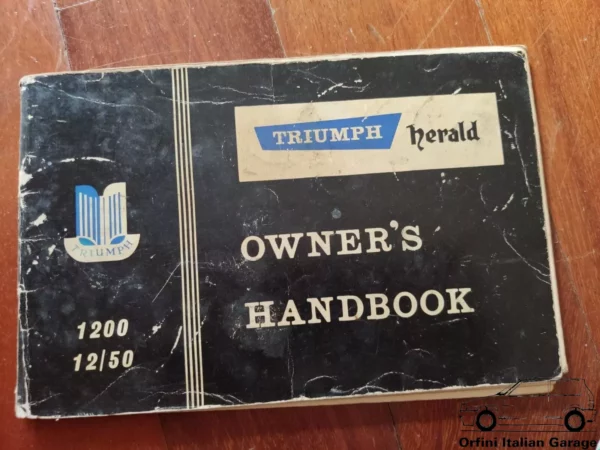 TRIUMPH herald
TRIUMPH
OWNER'S
HANDBOOK
1200
12/50
Orfini Italian Garage